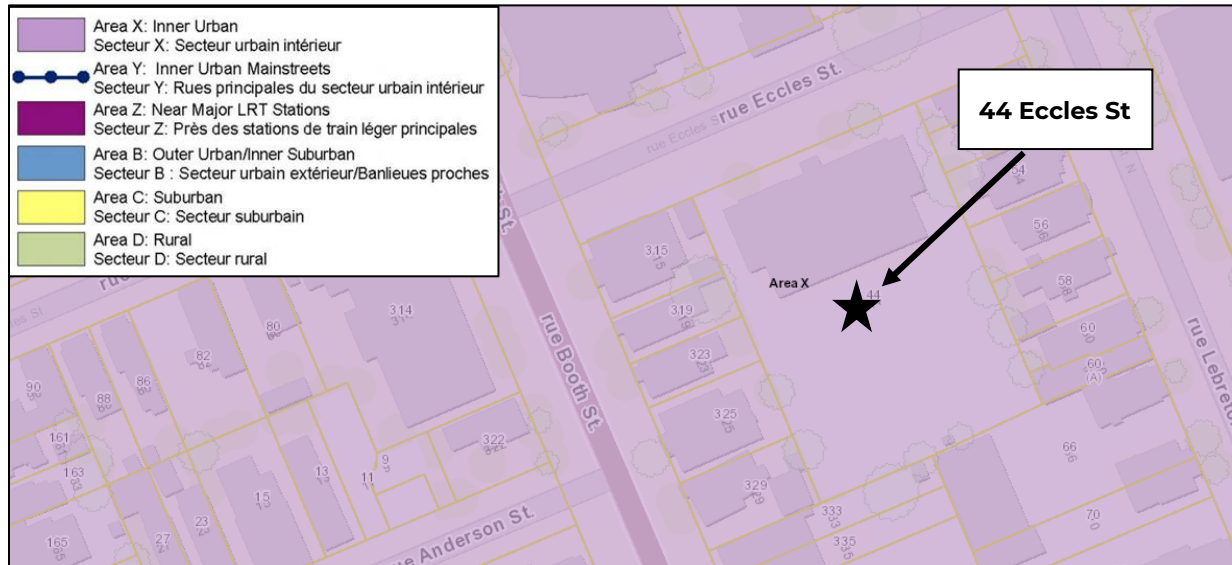 Area X: Inner Urban
Secteur X: Secteur urbain intérieur
Area Y: Inner Urban Mainstreets
Secteur Y: Rues principales du secteur urbain intérieur
Area Z: Near Major LRT Stations
Secteur Z: Près des stations de train léger principales
Area B: Outer Urban/Inner Suburban
Secteur B : Secteur urbain extérieur/Banlieues proches
Area C: Suburban
Secteur C: Secteur suburbain
Area D: Rural
Secteur D: Secteur rural
rue Eccles St.
rue Eccles
44 Eccles St
54
56
58
60
60
(A)
66
70
rue Lebreton
315
319
323
325
329
333
335
Area X
44
rue Booth St.
314
80
82
86
88
90
161
163
165
27
23
15
13
11
9
322
rue Anderson St.
Eccles St.